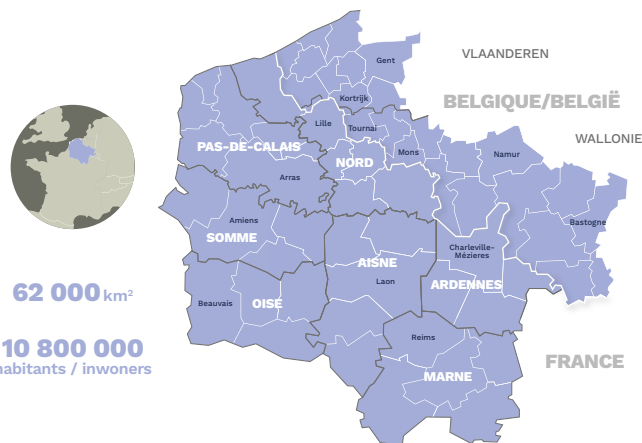 VLAANDEREN
Gent
BELGIQUE/BELGIË
Kortrijk
Lille
Tournai
WALLONIE
PAS-DE-CALAIS
Mons
Namur
NORD
Arras
Amiens
Bastogne
SOMME
Charleville-
Mézieres
AISNE
Laon
ARDENNES
62 000 km²
Beauvais
OISE
Reims
10 800 000
habitants / inwoners
FRANCE
MARNE